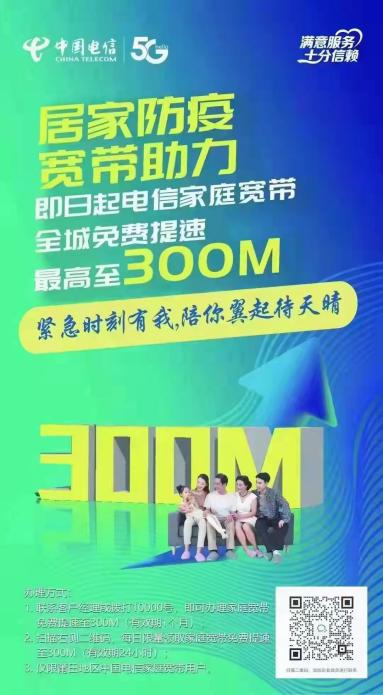 中国电信
CHINA TELECOM
5G
hello
满意服务
十分信赖
居家防疫
宽带助力
即日起电信家庭宽带
全城免费提速
最高至300M
紧急时刻有我,陪你翼起待天晴
300M
办理方式：
1. 联系客户经理或拨打10000号，即可办理家庭宽带
免费提速至300M（有效期1个月）；
2. 扫描右侧二维码，每日限量领取家庭宽带免费提速
至300M（有效期24小时）；
3. 仅限莆田地区中国电信家庭宽带用户。